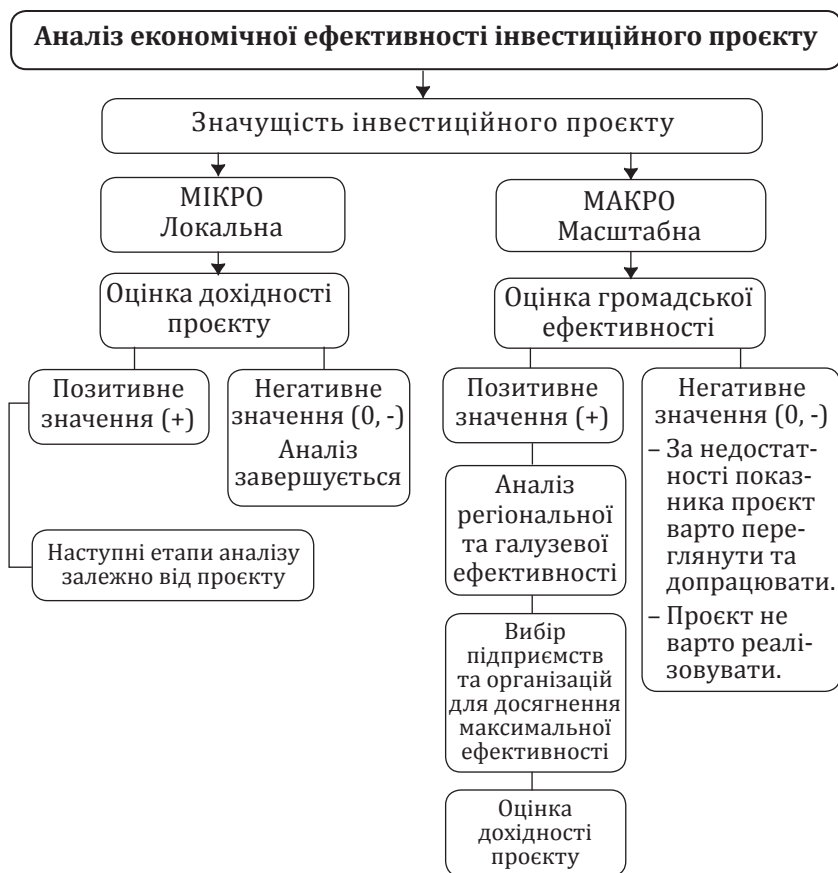 Аналіз економічної ефективності інвестиційного проєкту
Значущість інвестиційного проєкту
МІКРО
Локальна
МАКРО
Масштабна
Оцінка дохідності
проєкту
Оцінка громадської
ефективності
Позитивне
значення (+)
Негативне
значення (0, -)
Аналіз
завершується
Наступні етапи аналізу
залежно від проєкту
Позитивне
значення (+)
Негативне
значення (0, -)
– За недостат-
ності показ-
ника проєкт
варто пере-
глянути та
допрацювати.
– Проєкт не
варто реалі-
зовувати.
Аналіз
регіональної
та галузевої
ефективності
Вибір
підприємств
та організацій
для досягнення
максимальної
ефективності
Оцінка
дохідності
проєкту